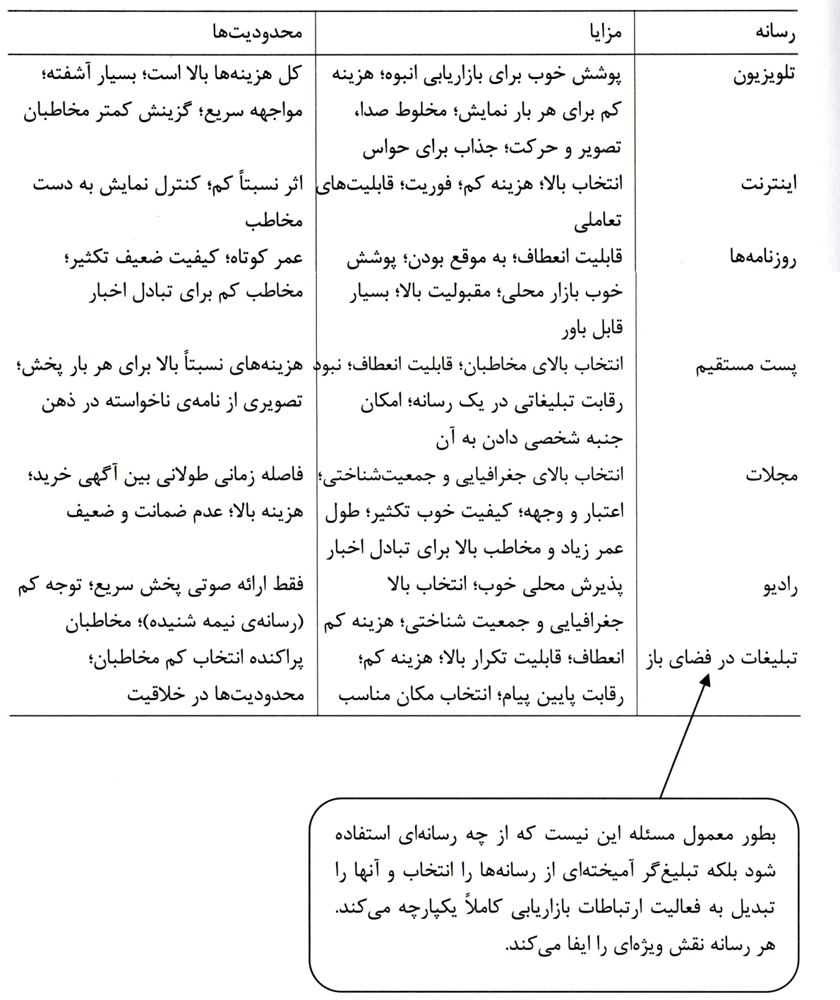 رسانه مزایا محدودیت‌ها
تلویزیون پوشش خوب برای بازاریابی انبوه؛ هزینه کل هزینه‌ها بالا است؛ بسیار آشفته؛
کم برای هر بار نمایش؛ مخلوط صدا، مواجهه سریع؛ گزینش کمتر مخاطبان
تصویر و حرکت؛ جذاب برای حواس
اینترنت انتخاب بالا؛ هزینه کم؛ فوریت؛ قابلیت‌های اثر نسبتاً کم؛ کنترل نمایش به دست
تعاملی مخاطب
روزنامه‌ها قابلیت انعطاف؛ به موقع بودن؛ پوشش عمر کوتاه؛ کیفیت ضعیف تکثیر؛
خوب بازار محلی؛ مقبولیت بالا؛ بسیار مخاطب کم برای تبادل اخبار
قابل باور
پست مستقیم انتخاب بالای مخاطبان؛ قابلیت انعطاف؛ نبود هزینه‌های نسبتاً بالا برای هر بار پخش؛
رقابت تبلیغاتی در یک رسانه؛ امکان تصویری از نامه‌ی ناخواسته در ذهن
جنبه شخصی دادن به آن
مجلات انتخاب بالای جغرافیایی و جمعیت‌شناختی؛ فاصله زمانی طولانی بین آگهی خرید؛
اعتبار و وجهه؛ کیفیت خوب تکثیر؛ طول هزینه بالا؛ عدم ضمانت و ضعیف
عمر زیاد و مخاطب بالا برای تبادل اخبار
رادیو پذیرش محلی خوب؛ انتخاب بالا فقط ارائه صوتی پخش سریع؛ توجه کم
جغرافیایی و جمعیت شناختی؛ هزینه کم (رسانه‌ی نیمه شنیده)؛ مخاطبان
تبلیغات در فضای باز انعطاف؛ قابلیت تکرار بالا؛ هزینه کم؛ پراکنده انتخاب کم مخاطبان؛
رقابت پایین پیام؛ انتخاب مکان مناسب محدودیت‌ها در خلاقیت
بطور معمول مسئله این نیست که از چه رسانه‌ای استفاده
شود بلکه تبلیغ‌گر آمیخته‌ای از رسانه‌ها را انتخاب و آنها را
تبدیل به فعالیت ارتباطات بازاریابی کاملاً یکپارچه می‌کند.
هر رسانه نقش ویژه‌ای را ایفا می‌کند.